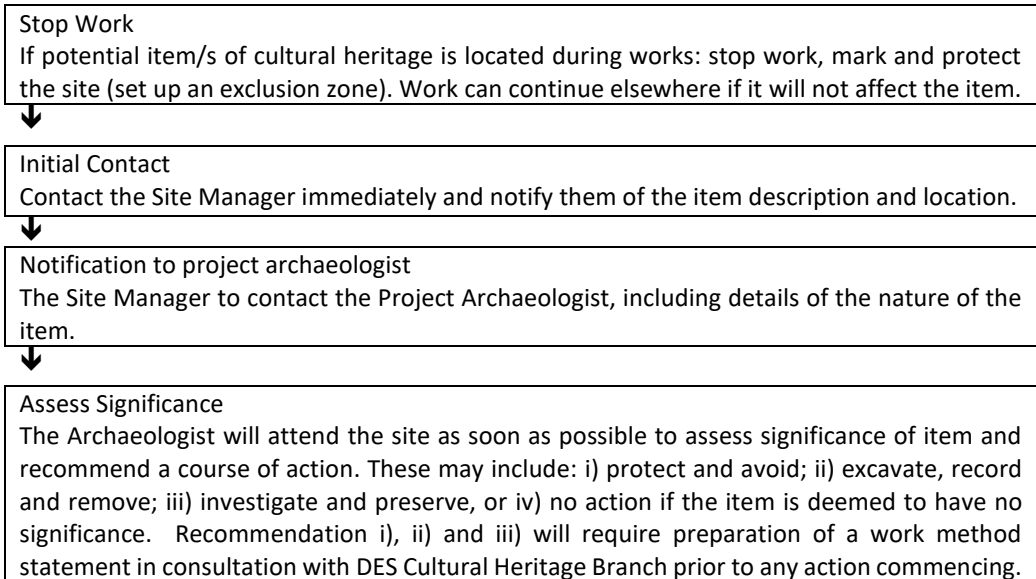 Stop Work
If potential item/s of cultural heritage is located during works: stop work, mark and protect
the site (set up an exclusion zone). Work can continue elsewhere if it will not affect the item.
Initial Contact
Contact the Site Manager immediately and notify them of the item description and location.
Notification to project archaeologist
The Site Manager to contact the Project Archaeologist, including details of the nature of the
item.
Assess Significance
The Archaeologist will attend the site as soon as possible to assess significance of item and
recommend a course of action. These may include: i) protect and avoid; ii) excavate, record
and remove; iii) investigate and preserve, or iv) no action if the item is deemed to have no
significance. Recommendation i), ii) and iii) will require preparation of a work method
statement in consultation with DES Cultural Heritage Branch prior to any action commencing.